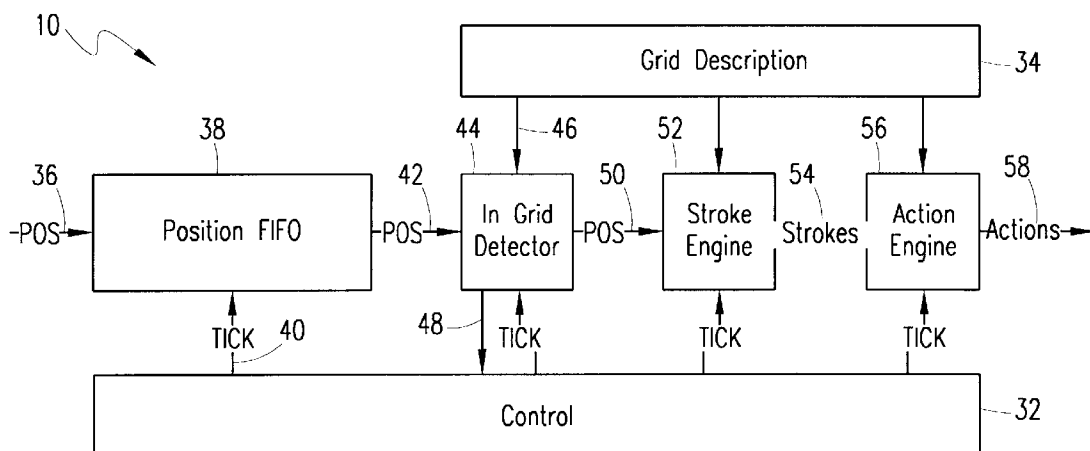 10
Grid Description
34
38
44
46
52
56
36
42
50
54
58
POS
Position FIFO
POS
In Grid
Detector
POS
Stroke
Engine
Strokes
Action
Engine
Actions
TICK
40
48
TICK
TICK
TICK
Control
32